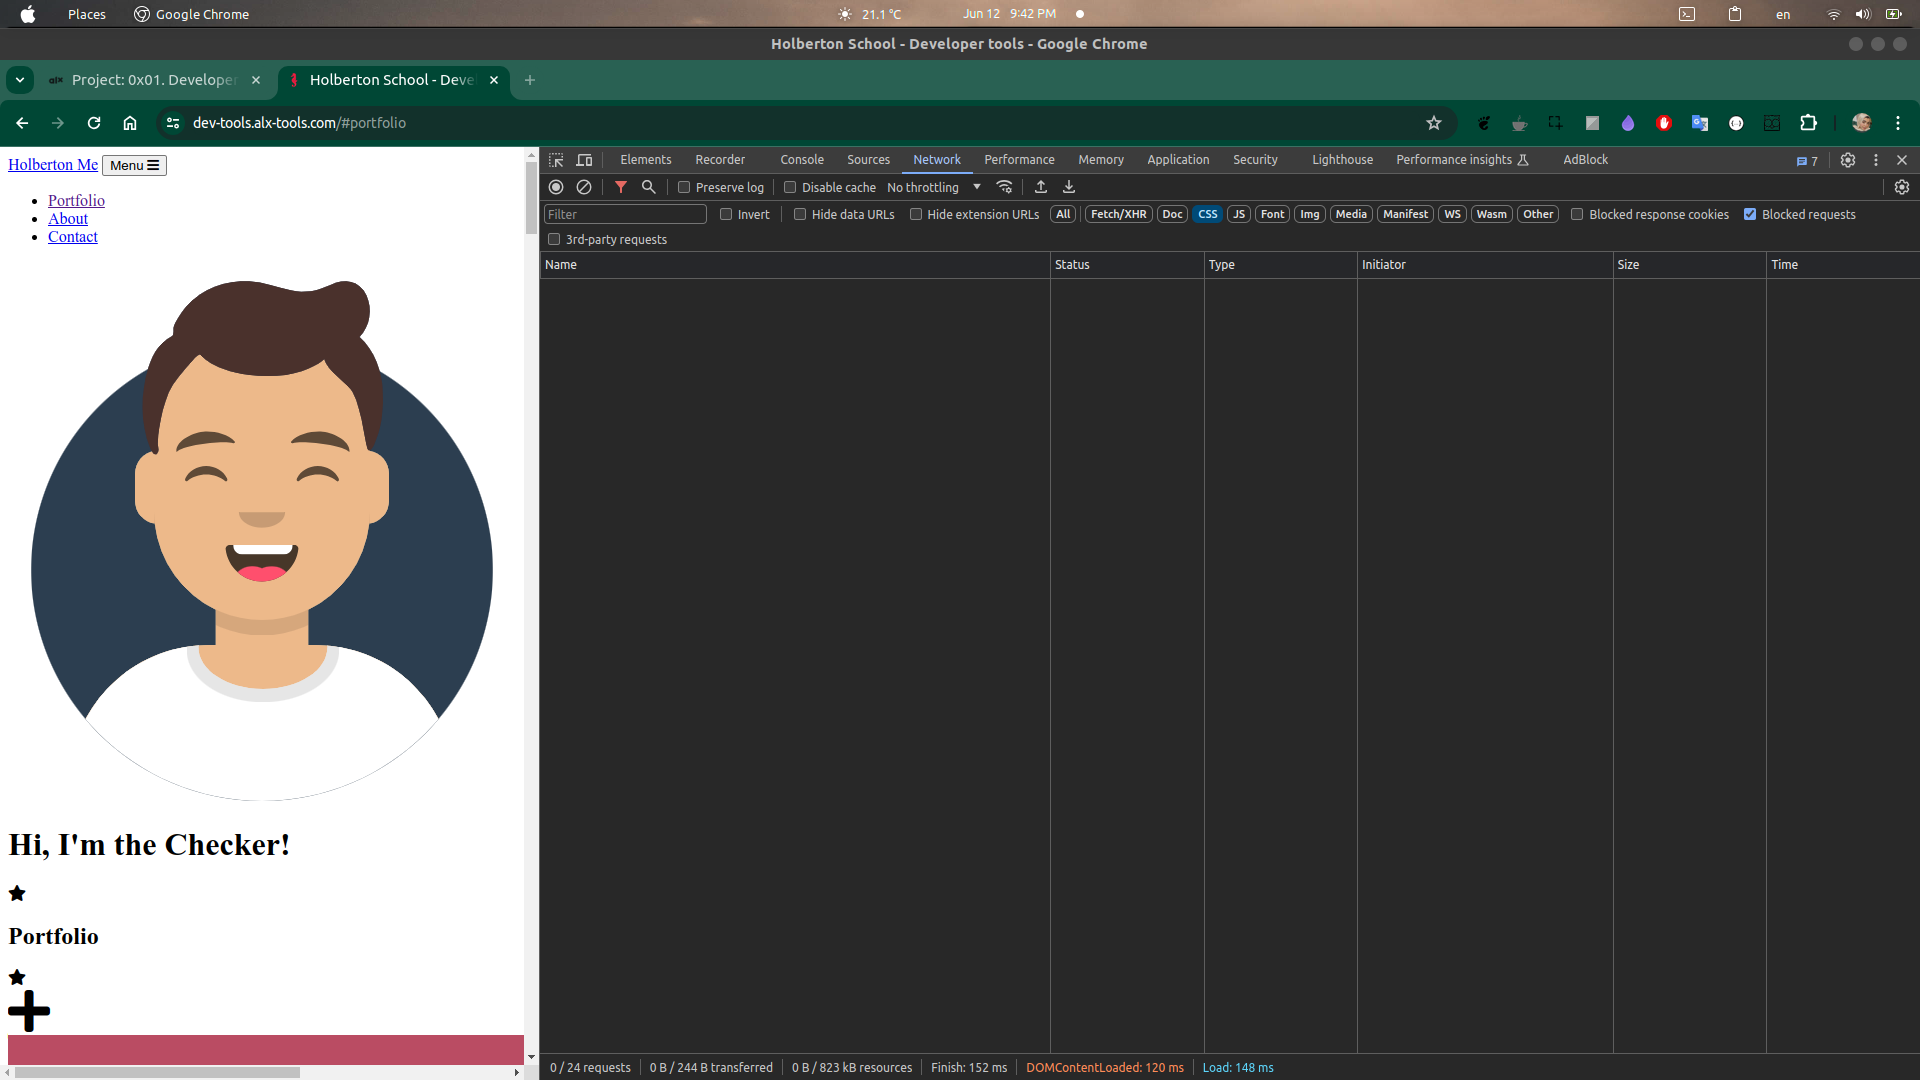 Places Google Chrome 21.1 °C Jun 12 9:42 PM en
Holberton School - Developer tools - Google Chrome
alx Project: 0x01. Developer Holberton School - Deve
dev-tools.alx-tools.com/#portfolio
Holberton Me Menu
Portfolio
About
Contact
Hi, I'm the Checker!
Portfolio
Elements Recorder Console Sources Network Performance Memory Application Security Lighthouse Performance insights AdBlock 7
Preserve log Disable cache No throttling
Filter Invert Hide data URLs Hide extension URLs All Fetch/XHR Doc CSS JS Font Img Media Manifest WS Wasm Other Blocked response cookies Blocked requests
3rd-party requests
Name Status Type Initiator Size Time
0 / 24 requests 0 B / 244 B transferred 0 B / 823 kB resources Finish: 152 ms DOMContentLoaded: 120 ms Load: 148 ms